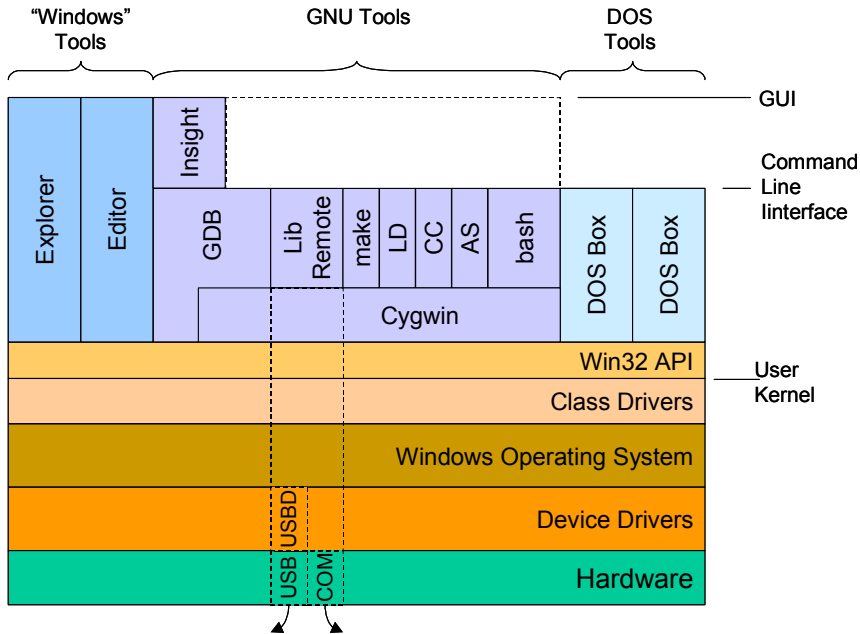 “Windows”
Tools
GNU Tools
DOS
Tools
GUI
Insight
Command
Line
Iinterface
Explorer
Editor
GDB
Lib
Remote
make
LD
CC
AS
bash
DOS Box
DOS Box
Cygwin
Win32 API
User
Kernel
Class Drivers
Windows Operating System
USBD
Device Drivers
USB
COM
Hardware